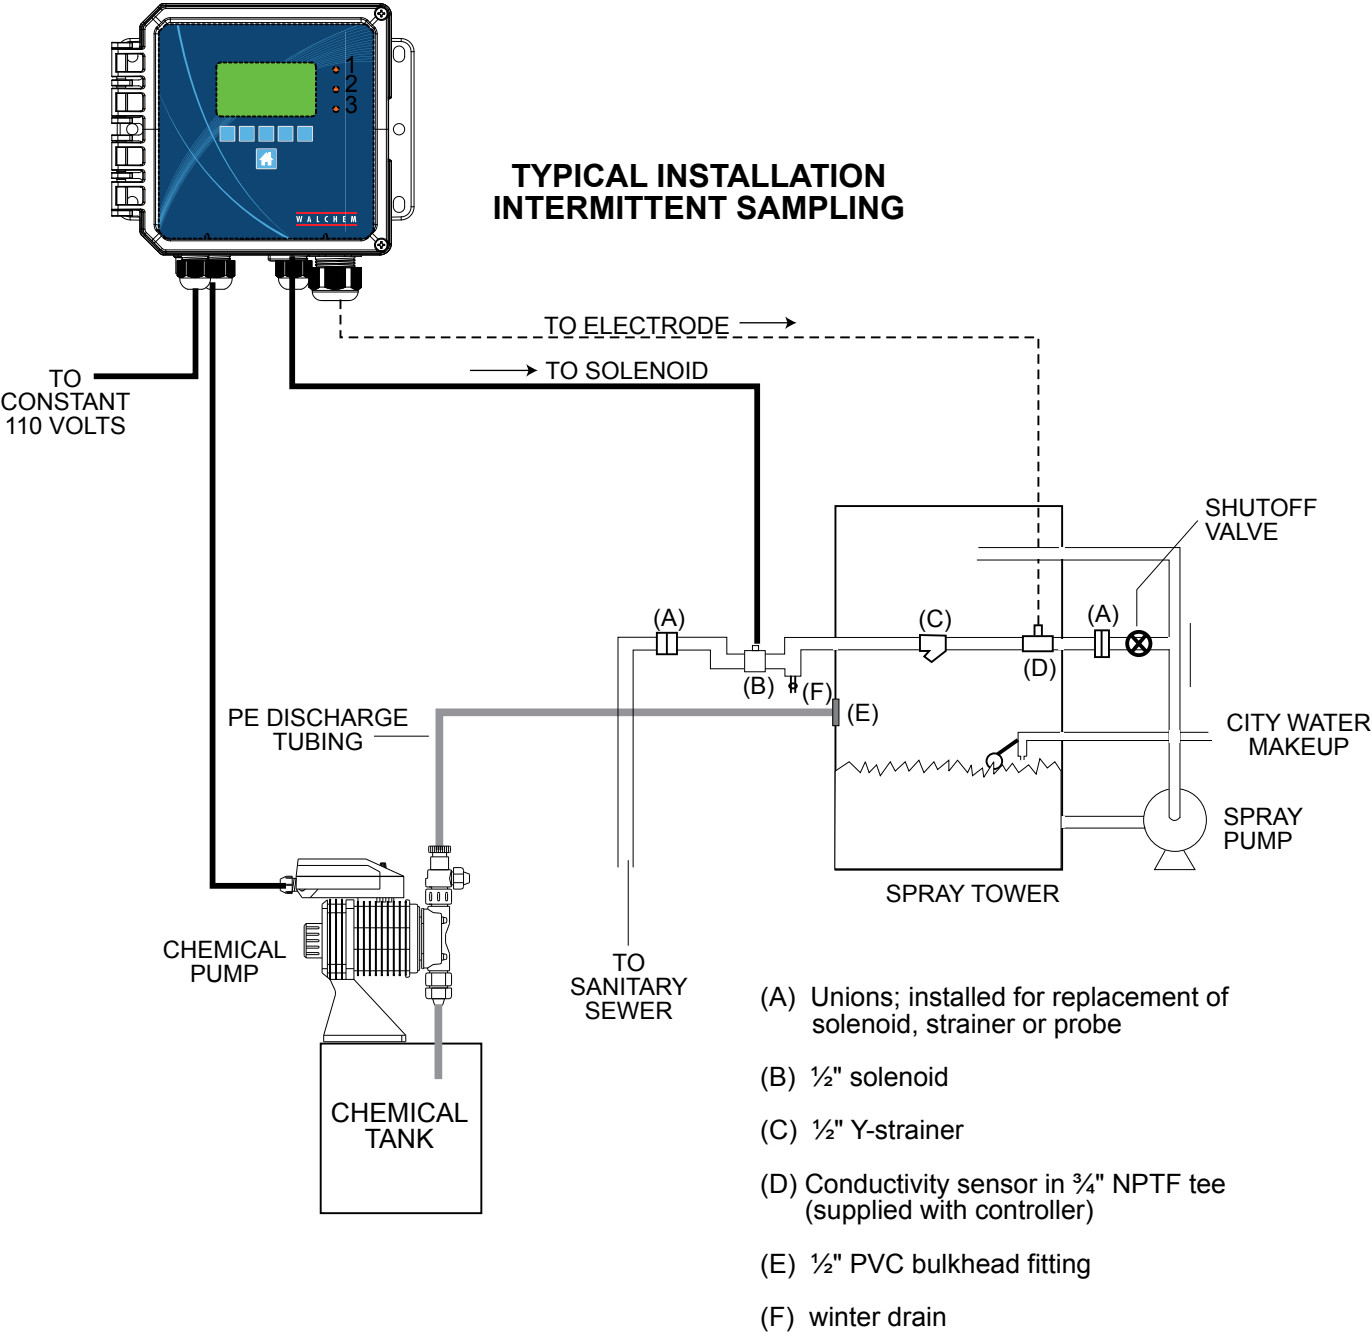 1
2
3
WALCHEM
TYPICAL INSTALLATION
INTERMITTENT SAMPLING
TO ELECTRODE
TO SOLENOID
TO
CONSTANT
110 VOLTS
SHUTOFF
VALVE
(A)
(C)
(A)
(B)
(F)
(D)
(E)
PE DISCHARGE
TUBING
CITY WATER
MAKEUP
SPRAY
PUMP
SPRAY TOWER
CHEMICAL
PUMP
TO
SANITARY
SEWER
CHEMICAL
TANK
(A) Unions; installed for replacement of
solenoid, strainer or probe
(B) ½" solenoid
(C) ½" Y-strainer
(D) Conductivity sensor in ¾" NPTF tee
(supplied with controller)
(E) ½" PVC bulkhead fitting
(F) winter drain